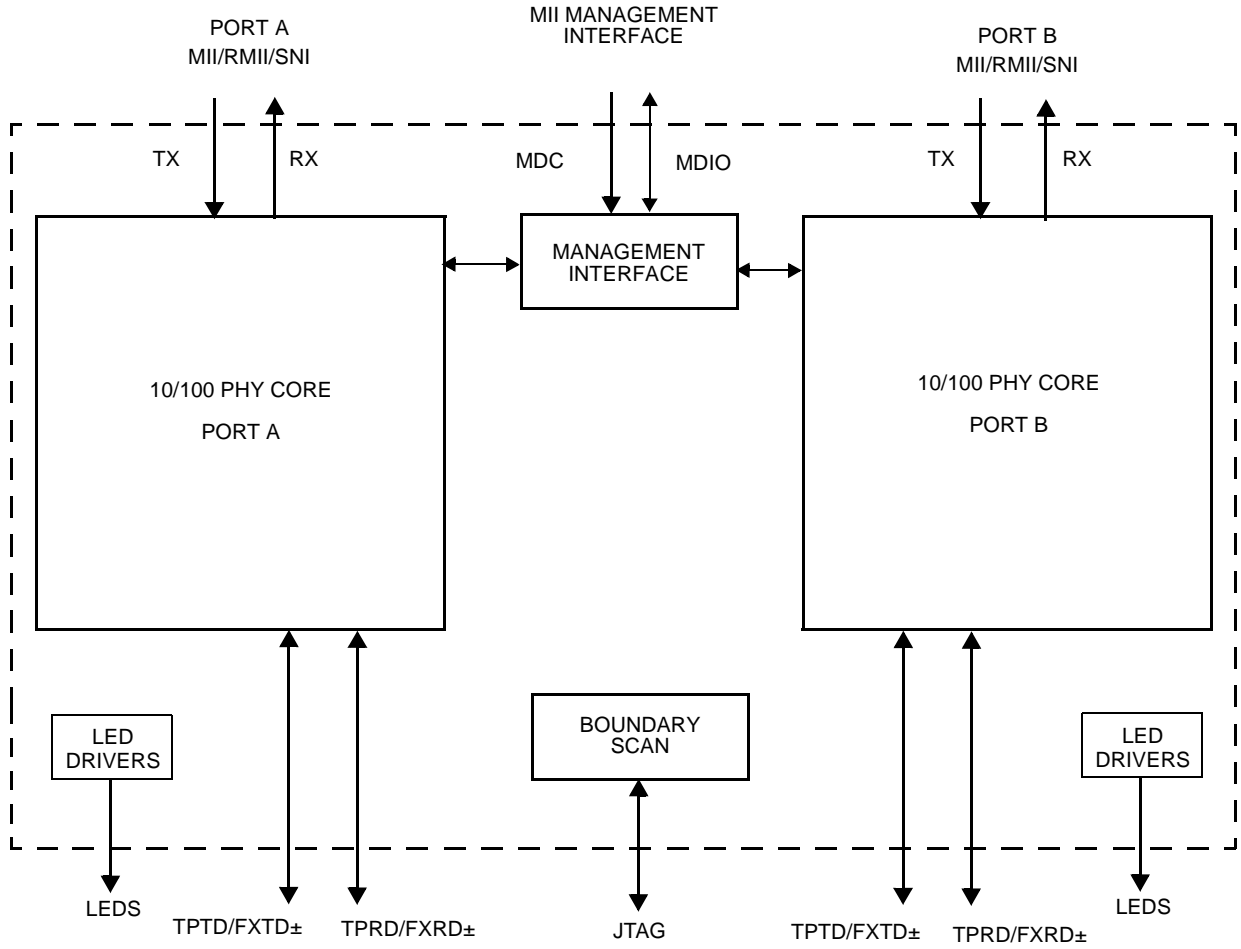 PORT A
MII/RMII/SNI
MII MANAGEMENT
INTERFACE
PORT B
MII/RMII/SNI
TX
RX
MDC
MDIO
TX
RX
MANAGEMENT
INTERFACE
10/100 PHY CORE
PORT A
10/100 PHY CORE
PORT B
LED
DRIVERS
BOUNDARY
SCAN
LED
DRIVERS
LEDS
TPTD/FXTD±
TPRD/FXRD±
JTAG
TPTD/FXTD±
TPRD/FXRD±
LEDS